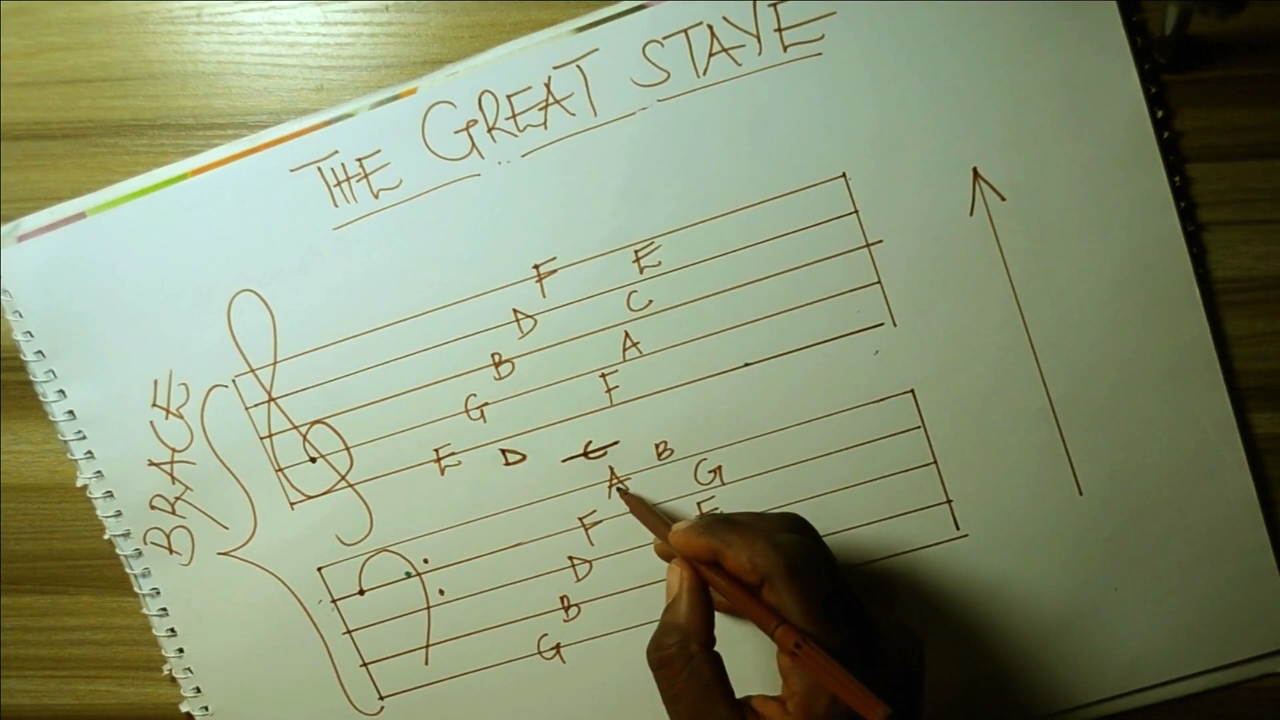 THE GREAT STAVE
BRACE
F E
D C
B A
G F
E D C B
A G
F E
D
B
G